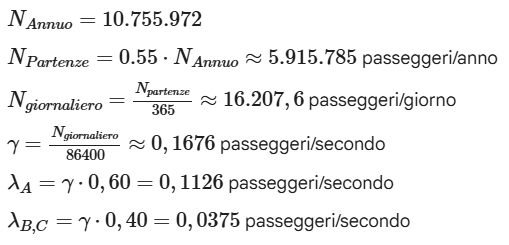 N_Annuo = 10.755.972
N_Partenze = 0.55 · N_Annuo ≈ 5.915.785 passeggeri/anno
N_giornaliero = N_partenze/365 ≈ 16.207,6 passeggeri/giorno
γ = N_giornaliero/86400 ≈ 0,1676 passeggeri/secondo
λ_A = γ · 0,60 = 0,1126 passeggeri/secondo
λ_B,C = γ · 0,40 = 0,0375 passeggeri/secondo